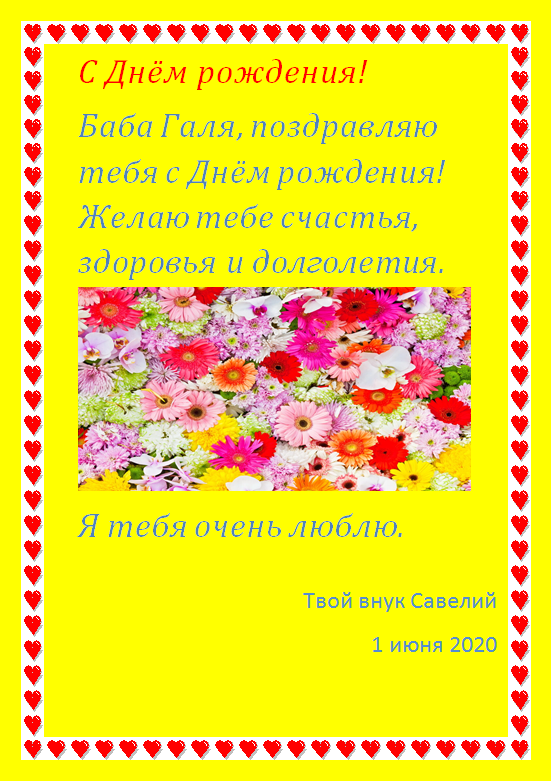 С Днём рождения!
Баба Галя, поздравляю
тебя с Днём рождения!
Желаю тебе счастья,
здоровья и долголетия.
Я тебя очень люблю.
Твой внук Савелий
1 июня 2020